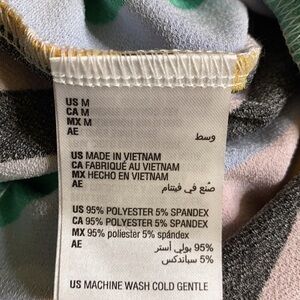 US M
CA M
MX M
AE
وسط
US MADE IN VIETNAM
CA FABRIQUÉ AU VIETNAM
MX HECHO EN VIETNAM
AE
صنع في فيتنام
US 95% POLYESTER 5% SPANDEX
CA 95% POLYESTER 5% SPANDEX
MX 95% poliester 5% spándex
AE
95% بولي أستر
5% سباندكس
US MACHINE WASH COLD GENTLE